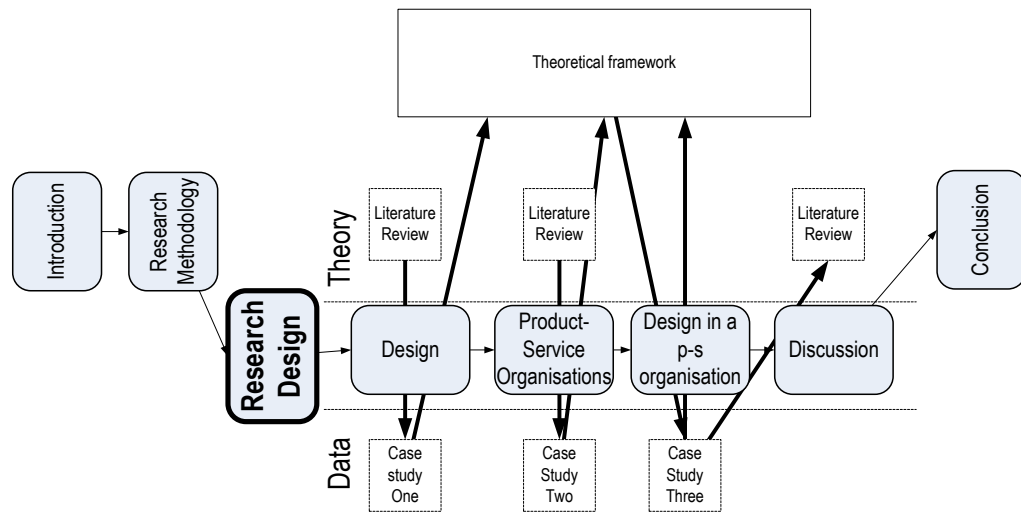 Theoretical framework
Introduction
Research
Methodology
Research
Design
Theory
Literature
Review
Literature
Review
Literature
Review
Conclusion
Design
Product-
Service
Organisations
Design in a
p-s
organisation
Discussion
Data
Case
study
One
Case
Study
Two
Case
Study
Three